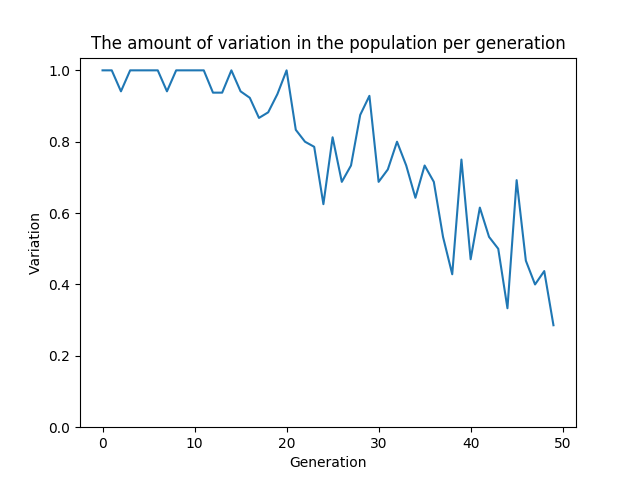 The amount of variation in the population per generation
1.0
0.8
0.6
0.4
0.2
0.0
Variation
0 10 20 30 40 50
Generation